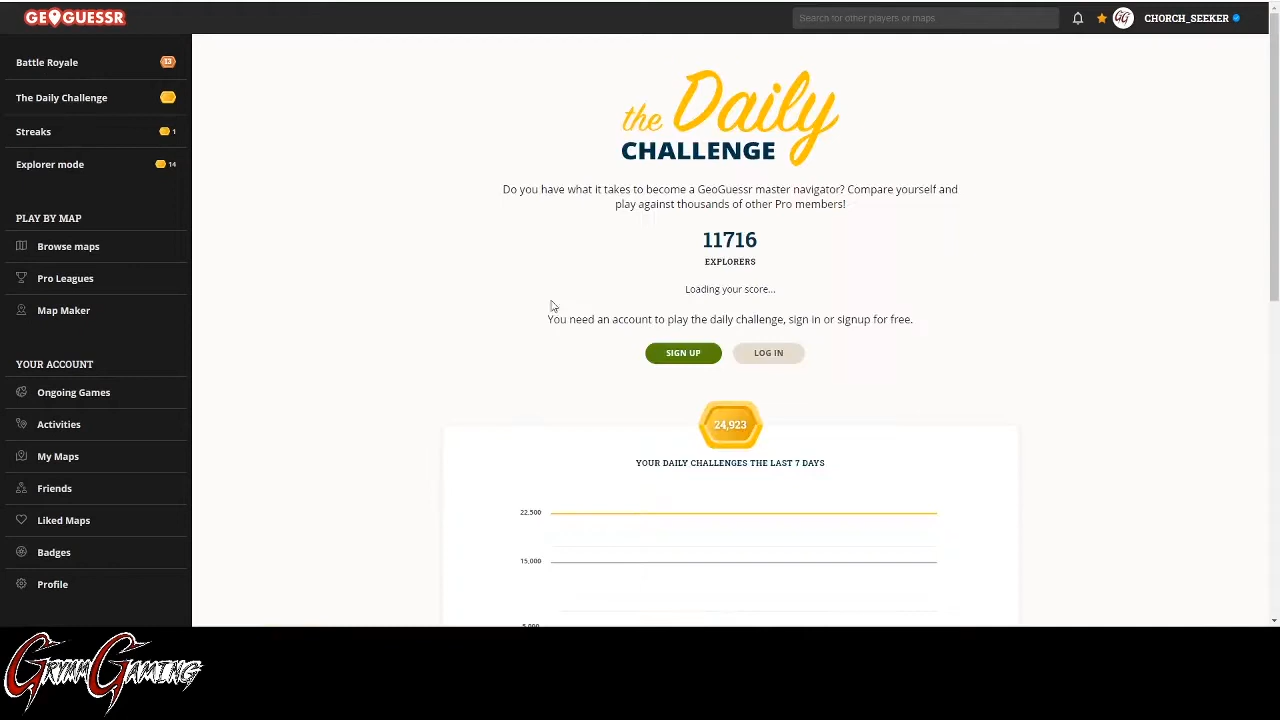 GEOGUESSR
Search for other players or maps
CHORCH_SEEKER
Battle Royale
13
The Daily Challenge
Streaks
1
Explorer mode
14
PLAY BY MAP
Browse maps
Pro Leagues
Map Maker
YOUR ACCOUNT
Ongoing Games
Activities
My Maps
Friends
Liked Maps
Badges
Profile
the Daily
CHALLENGE
Do you have what it takes to become a GeoGuessr master navigator? Compare yourself and
play against thousands of other Pro members!
11716
EXPLORERS
Loading your score...
You need an account to play the daily challenge, sign in or signup for free.
SIGN UP
LOG IN
24,923
YOUR DAILY CHALLENGES THE LAST 7 DAYS
22,500
15,000
5,000
GG
GrimGaming